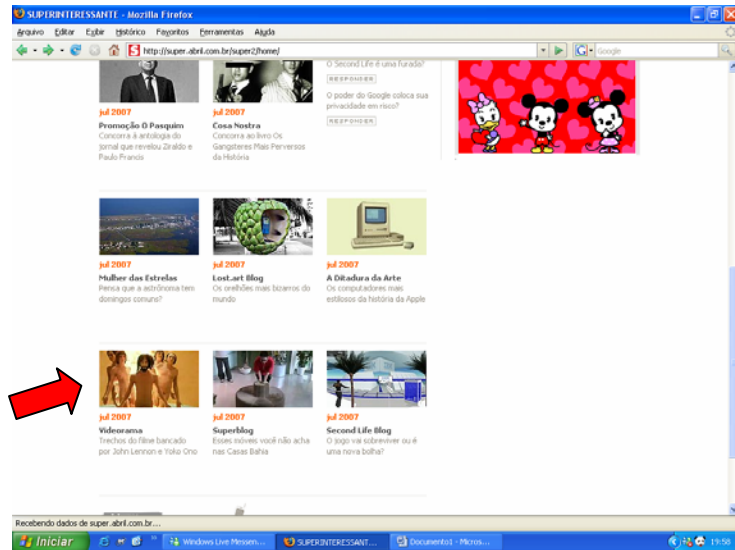 SUPERINTERESSANTE - Mozilla Firefox
Arquivo Editar Exibir Histórico Favoritos Ferramentas Ajuda
http://super.abril.com.br/super2/home/
Google
O Second Life é uma furada?
RESPONDER
O poder do Google coloca sua
privacidade em risco?
RESPONDER
jul 2007
Promoção O Pasquim
Concorra à antologia do
jornal que revelou Ziraldo e
Paulo Francis
jul 2007
Cosa Nostra
Concorra ao livro Os
Gangsteres Mais Perversos
da História
jul 2007
Mulher das Estrelas
Pensa que a astrônoma tem
domingos comuns?
jul 2007
Lost.art Blog
Os orelhões mais bizarros do
mundo
jul 2007
A Ditadura da Arte
Os computadores mais
estilosos da história da Apple
jul 2007
Videorama
Trechos do filme bancado
por John Lennon e Yoko Ono
jul 2007
Superblog
Esses móveis você não acha
nas Casas Bahia
jul 2007
Second Life Blog
O jogo vai sobreviver ou é
uma nova bolha?
Recebendo dados de super.abril.com.br...
Iniciar
Windows Live Messen...
SUPERINTERESSANT...
Documento1 - Micros...
19:58